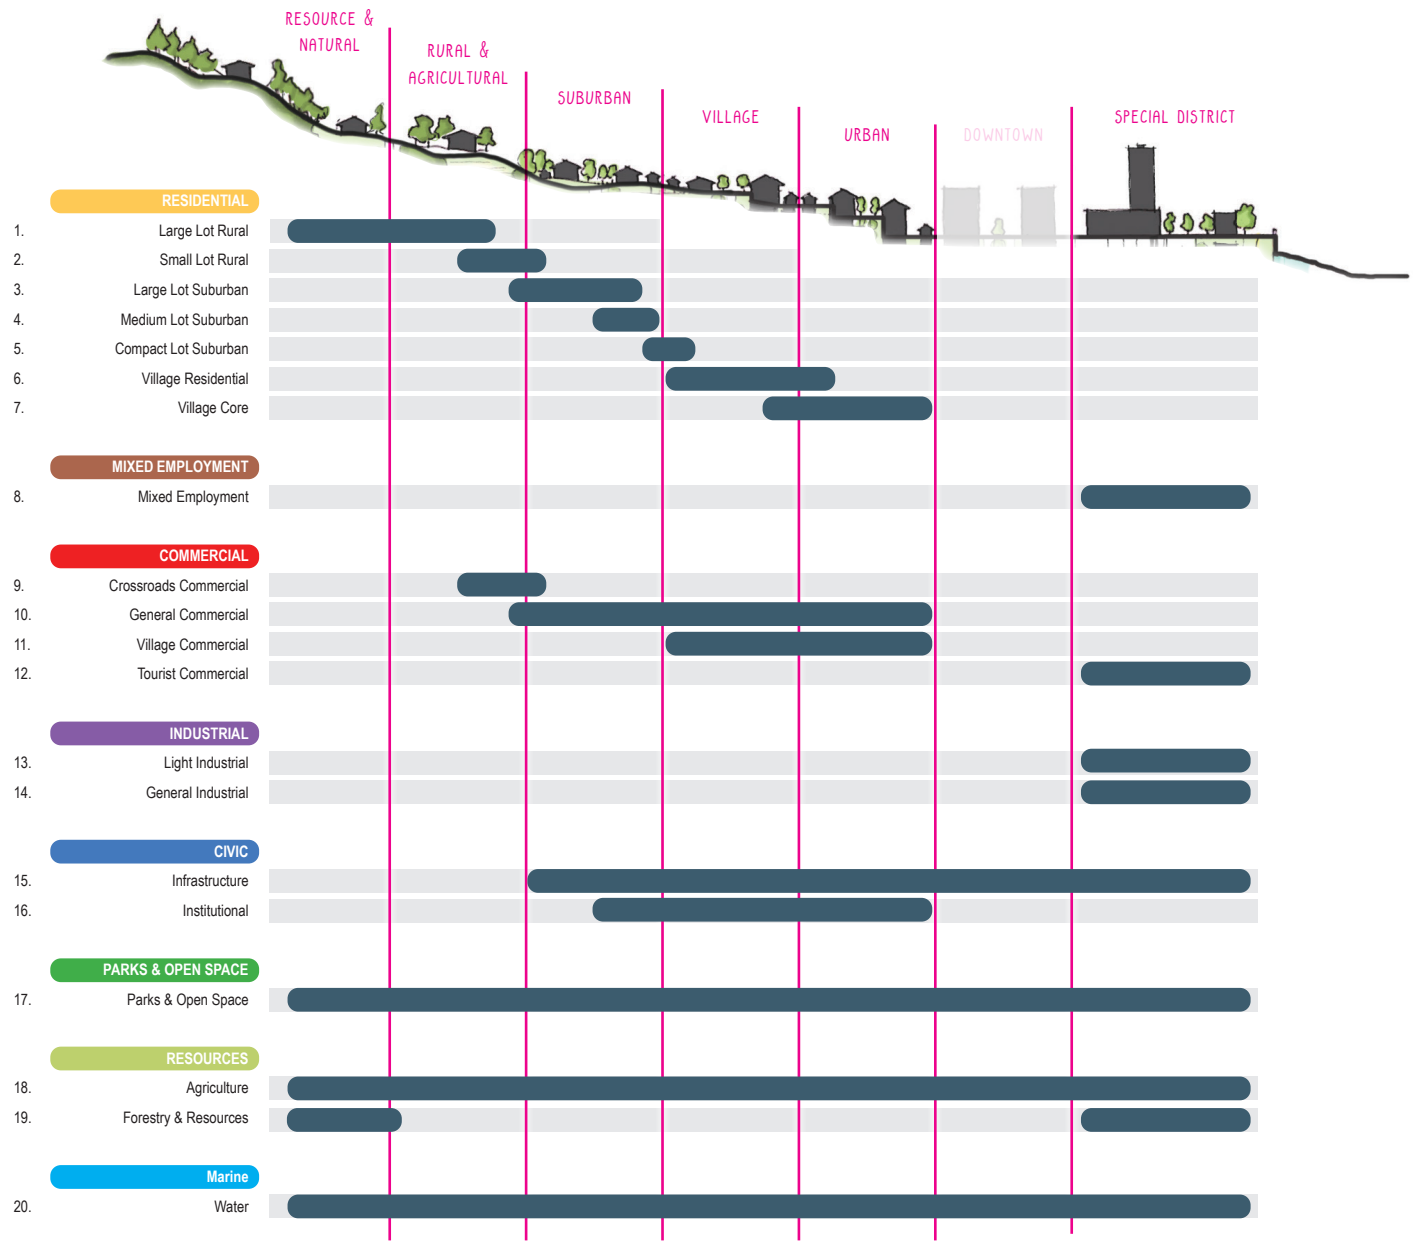 RESOURCE &
NATURAL
RURAL &
AGRICULTURAL
SUBURBAN
VILLAGE
URBAN
DOWNTOWN
SPECIAL DISTRICT
RESIDENTIAL
1. Large Lot Rural
2. Small Lot Rural
3. Large Lot Suburban
4. Medium Lot Suburban
5. Compact Lot Suburban
6. Village Residential
7. Village Core
MIXED EMPLOYMENT
8. Mixed Employment
COMMERCIAL
9. Crossroads Commercial
10. General Commercial
11. Village Commercial
12. Tourist Commercial
INDUSTRIAL
13. Light Industrial
14. General Industrial
CIVIC
15. Infrastructure
16. Institutional
PARKS & OPEN SPACE
17. Parks & Open Space
RESOURCES
18. Agriculture
19. Forestry & Resources
Marine
20. Water